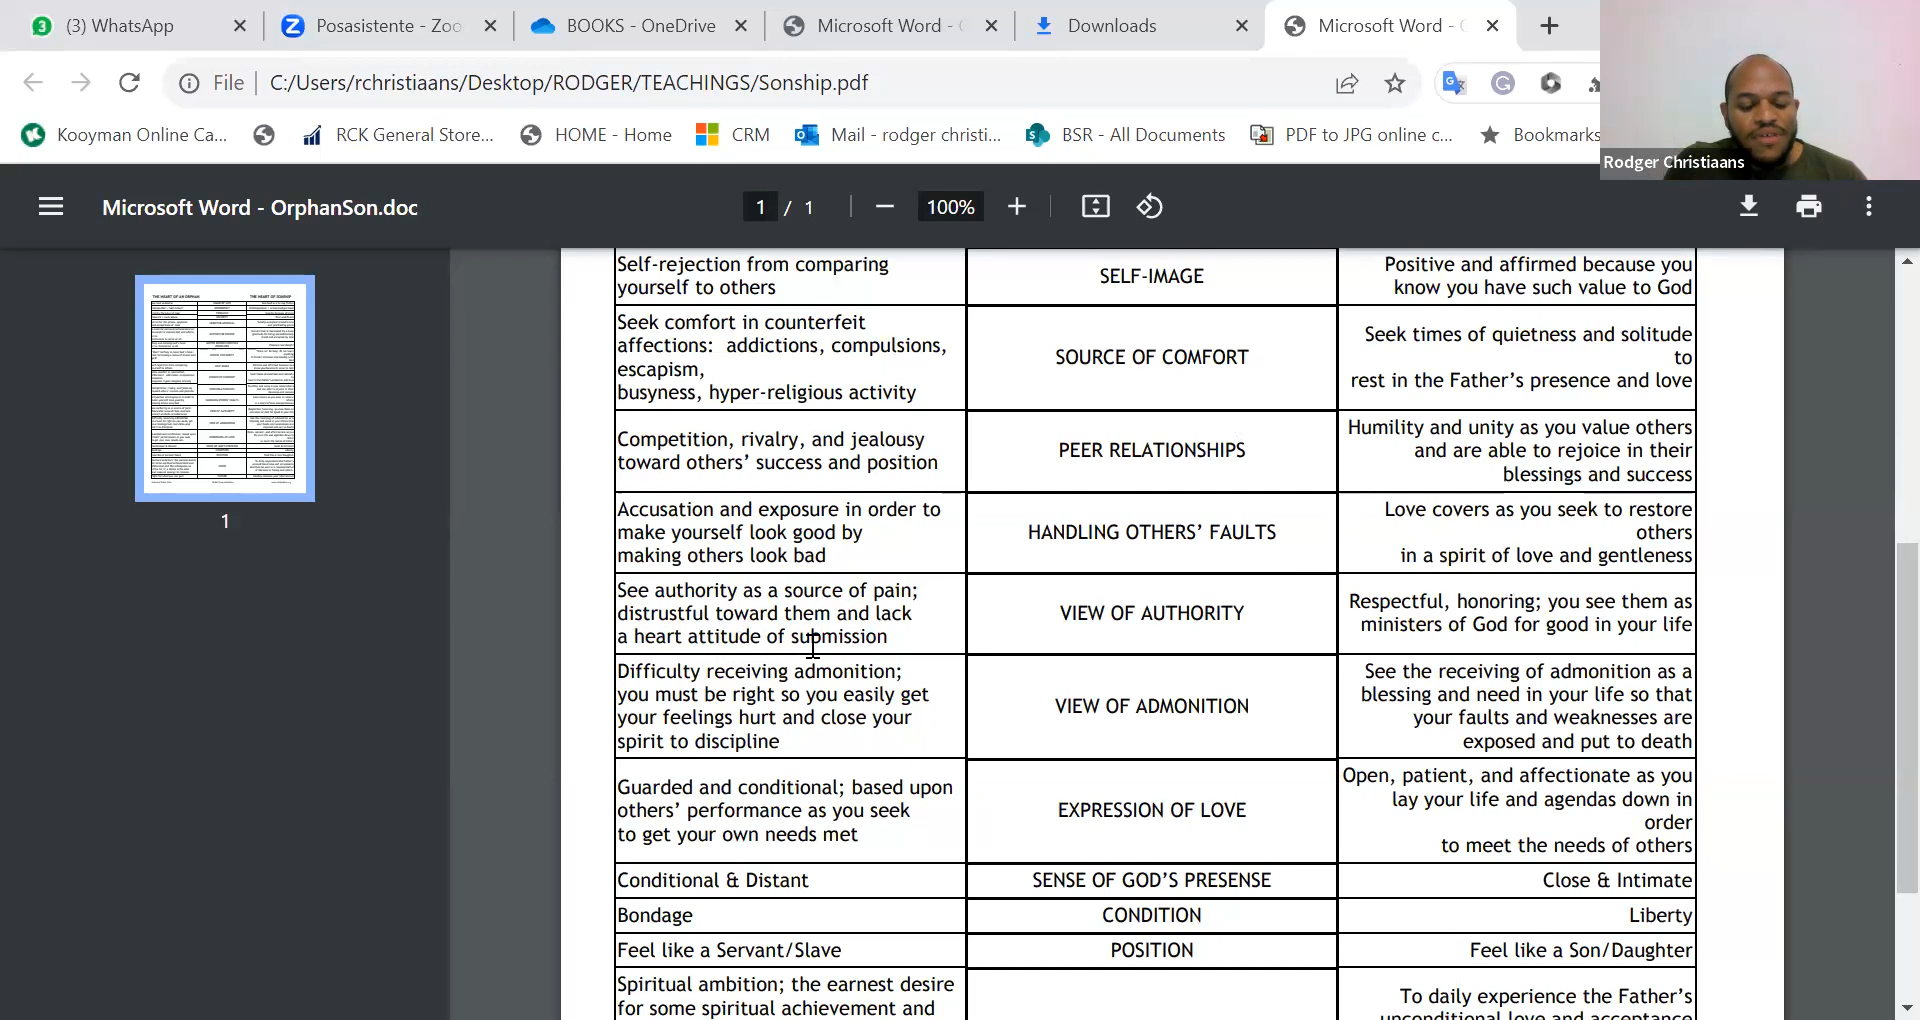 (3) WhatsApp
Posasistente - Zoo
BOOKS - OneDrive
Microsoft Word -
Downloads
Microsoft Word -
File
C:/Users/rchristiaans/Desktop/RODGER/TEACHINGS/Sonship.pdf
Kooyman Online Ca...
RCK General Store...
HOME - Home
CRM
Mail - rodger christi...
BSR - All Documents
PDF to JPG online c...
Bookmarks
Rodger Christiaans
Microsoft Word - OrphanSon.doc
1 / 1
100%
THE HEART OF AN ORPHAN
THE HEART OF SONSHIP
1
Self-rejection from comparing
yourself to others
SELF-IMAGE
Positive and affirmed because you
know you have such value to God
Seek comfort in counterfeit
affections: addictions, compulsions,
escapism,
busyness, hyper-religious activity
SOURCE OF COMFORT
Seek times of quietness and solitude
to
rest in the Father’s presence and love
Competition, rivalry, and jealousy
toward others’ success and position
PEER RELATIONSHIPS
Humility and unity as you value others
and are able to rejoice in their
blessings and success
Accusation and exposure in order to
make yourself look good by
making others look bad
HANDLING OTHERS’ FAULTS
Love covers as you seek to restore
others
in a spirit of love and gentleness
See authority as a source of pain;
distrustful toward them and lack
a heart attitude of submission
VIEW OF AUTHORITY
Respectful, honoring; you see them as
ministers of God for good in your life
Difficulty receiving admonition;
you must be right so you easily get
your feelings hurt and close your
spirit to discipline
VIEW OF ADMONITION
See the receiving of admonition as a
blessing and need in your life so that
your faults and weaknesses are
exposed and put to death
Guarded and conditional; based upon
others’ performance as you seek
to get your own needs met
EXPRESSION OF LOVE
Open, patient, and affectionate as you
lay your life and agendas down in
order
to meet the needs of others
Conditional & Distant
SENSE OF GOD’S PRESENSE
Close & Intimate
Bondage
CONDITION
Liberty
Feel like a Servant/Slave
POSITION
Feel like a Son/Daughter
Spiritual ambition; the earnest desire
for some spiritual achievement and
To daily experience the Father’s
unconditional love and acceptance